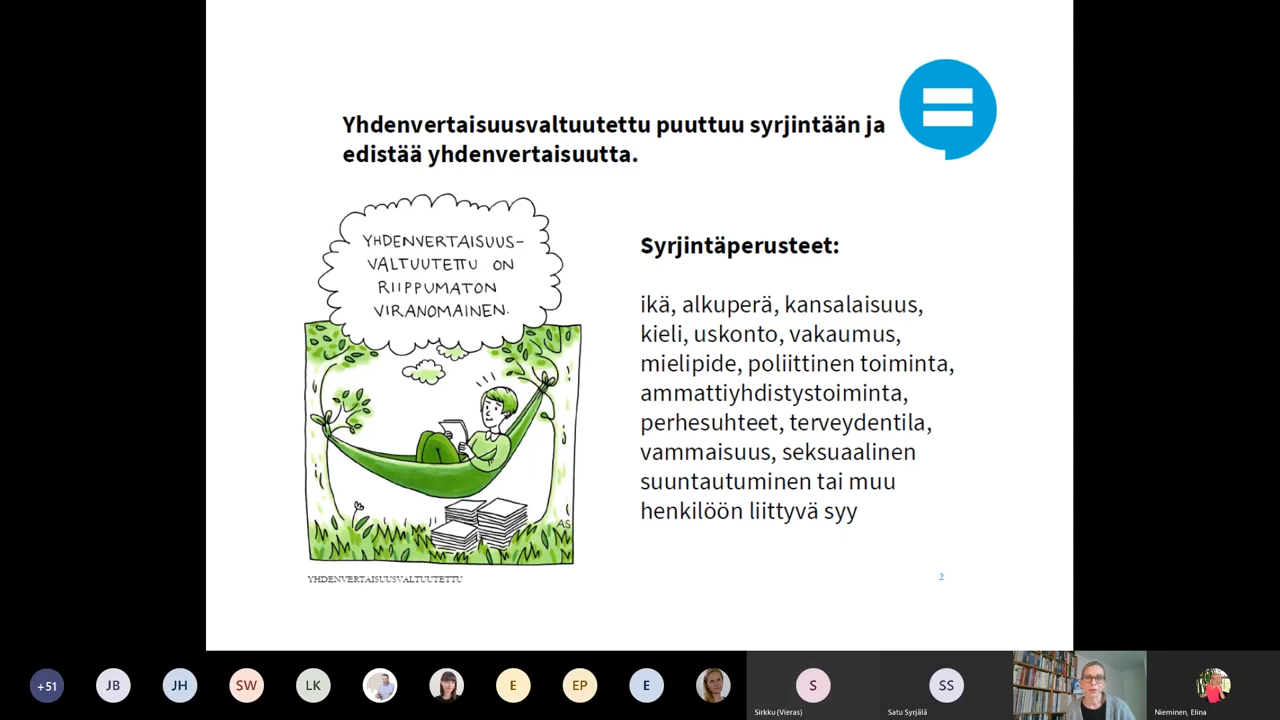 Yhdenvertaisuusvaltuutettu puuttuu syrjintään ja
edistää yhdenvertaisuutta.
YHDENVERTAISUUS-
VALTUUTETTU ON
RIIPPUMATON
VIRANOMAINEN.
Syrjintäperusteet:
ikä, alkuperä, kansalaisuus,
kieli, uskonto, vakaumus,
mielipide, poliittinen toiminta,
ammattiyhdistystoiminta,
perhesuhteet, terveydentila,
vammaisuus, seksuaalinen
suuntautuminen tai muu
henkilöön liittyvä syy
AS
YHDENVERTAISUUSVALTUUTETTU
2
+51
JB
JH
SW
LK
E
EP
E
S
SS
Sirkku (Vieras)
Satu Syrjälä
Nieminen, Elina